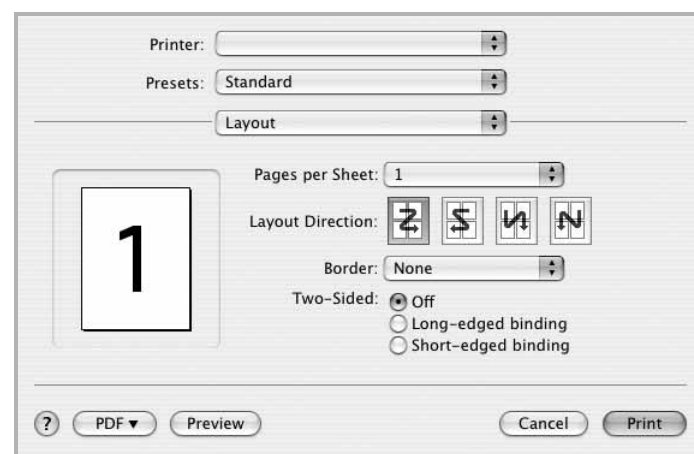 Printer:
Presets: Standard
Layout
Pages per Sheet: 1
1
Layout Direction:
Border: None
Two-Sided: Off
Long-edged binding
Short-edged binding
? PDF▼ Preview Cancel Print